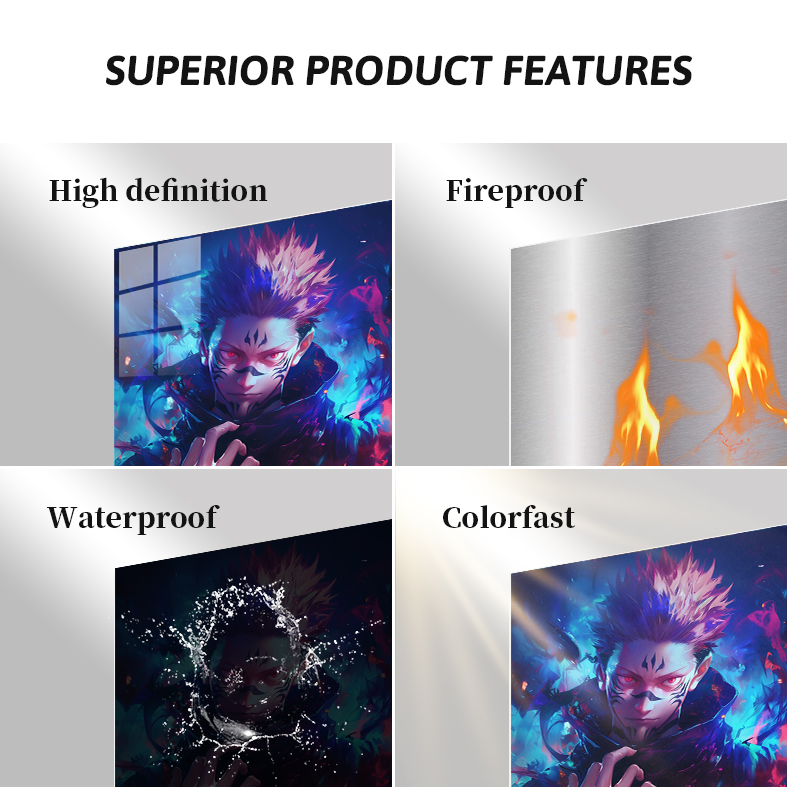 SUPERIOR PRODUCT FEATURES
High definition
Fireproof
Waterproof
Colorfast